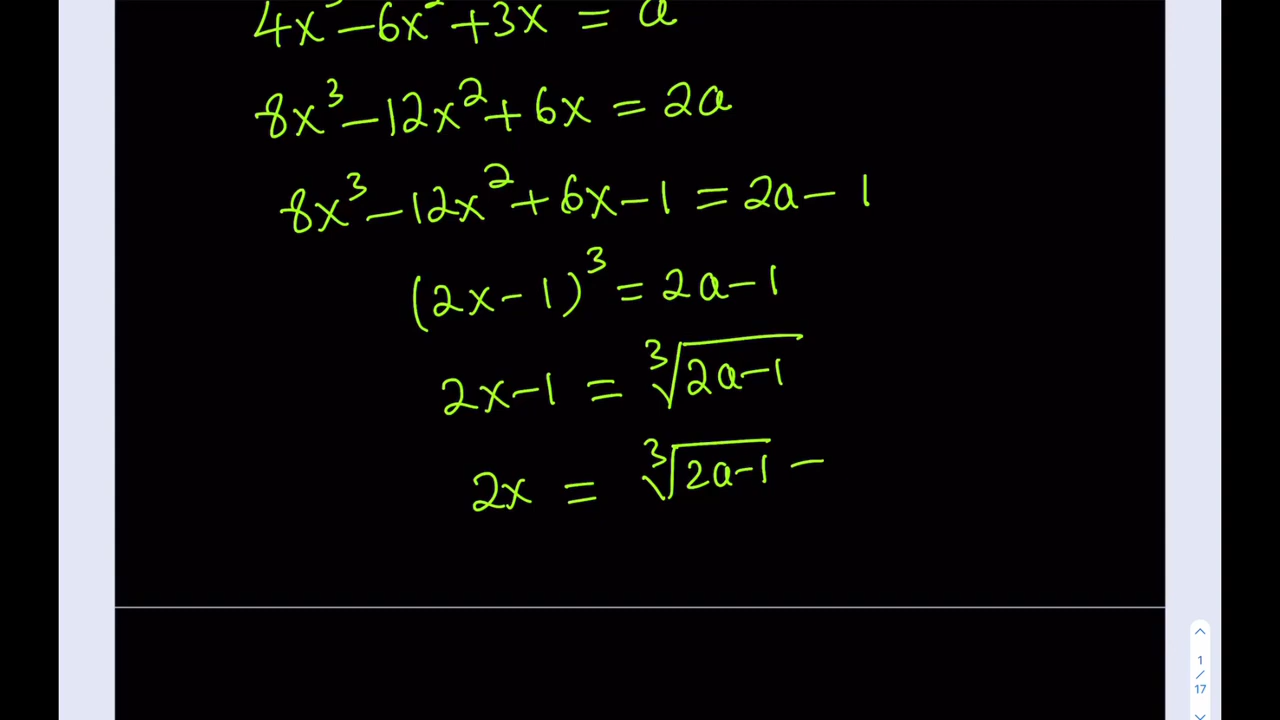 4x³ − 6x² + 3x = a
8x³ − 12x² + 6x = 2a
8x³ − 12x² + 6x − 1 = 2a − 1
(2x − 1)³ = 2a − 1
2x − 1 = ∛(2a − 1)
2x = ∛(2a − 1) −
1
/
17